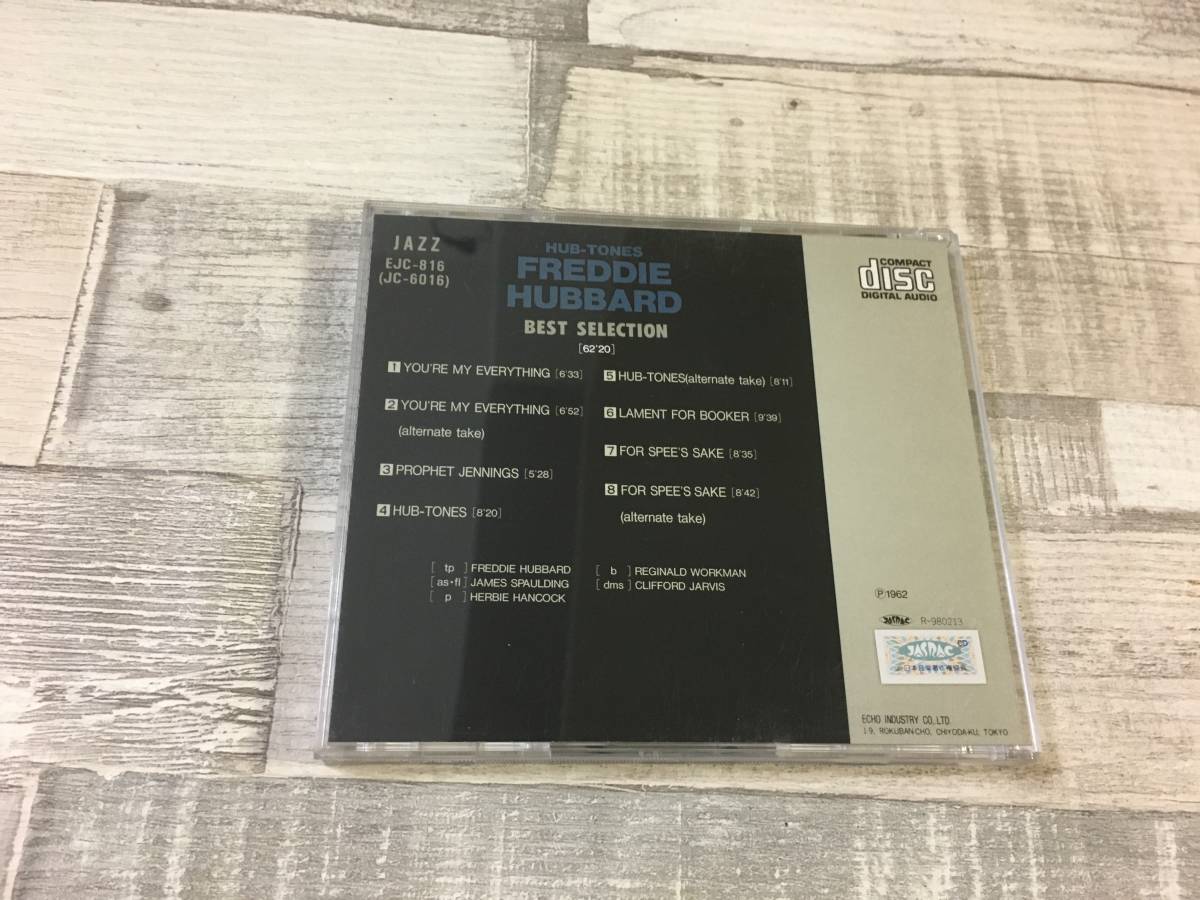 JAZZ
EJC-816
(JC-6016)
HUB-TONES
FREDDIE
HUBBARD
BEST SELECTION
[62'20]
1 YOU'RE MY EVERYTHING [6'33]
2 YOU'RE MY EVERYTHING [6'52]
(alternate take)
3 PROPHET JENNINGS [5'28]
4 HUB-TONES [8'20]
5 HUB-TONES(alternate take) [8'11]
6 LAMENT FOR BOOKER [9'39]
7 FOR SPEE'S SAKE [8'35]
8 FOR SPEE'S SAKE [8'42]
(alternate take)
[ tp ] FREDDIE HUBBARD
[as・fl] JAMES SPAULDING
[ p ] HERBIE HANCOCK
[ b ] REGINALD WORKMAN
[dms] CLIFFORD JARVIS
COMPACT
disc
DIGITAL AUDIO
℗1962
JASRAC R-980213
CD
JASRAC
ECHO INDUSTRY CO.,LTD.
19, ROKUBAN-CHO, CHIYODA-KU, TOKYO